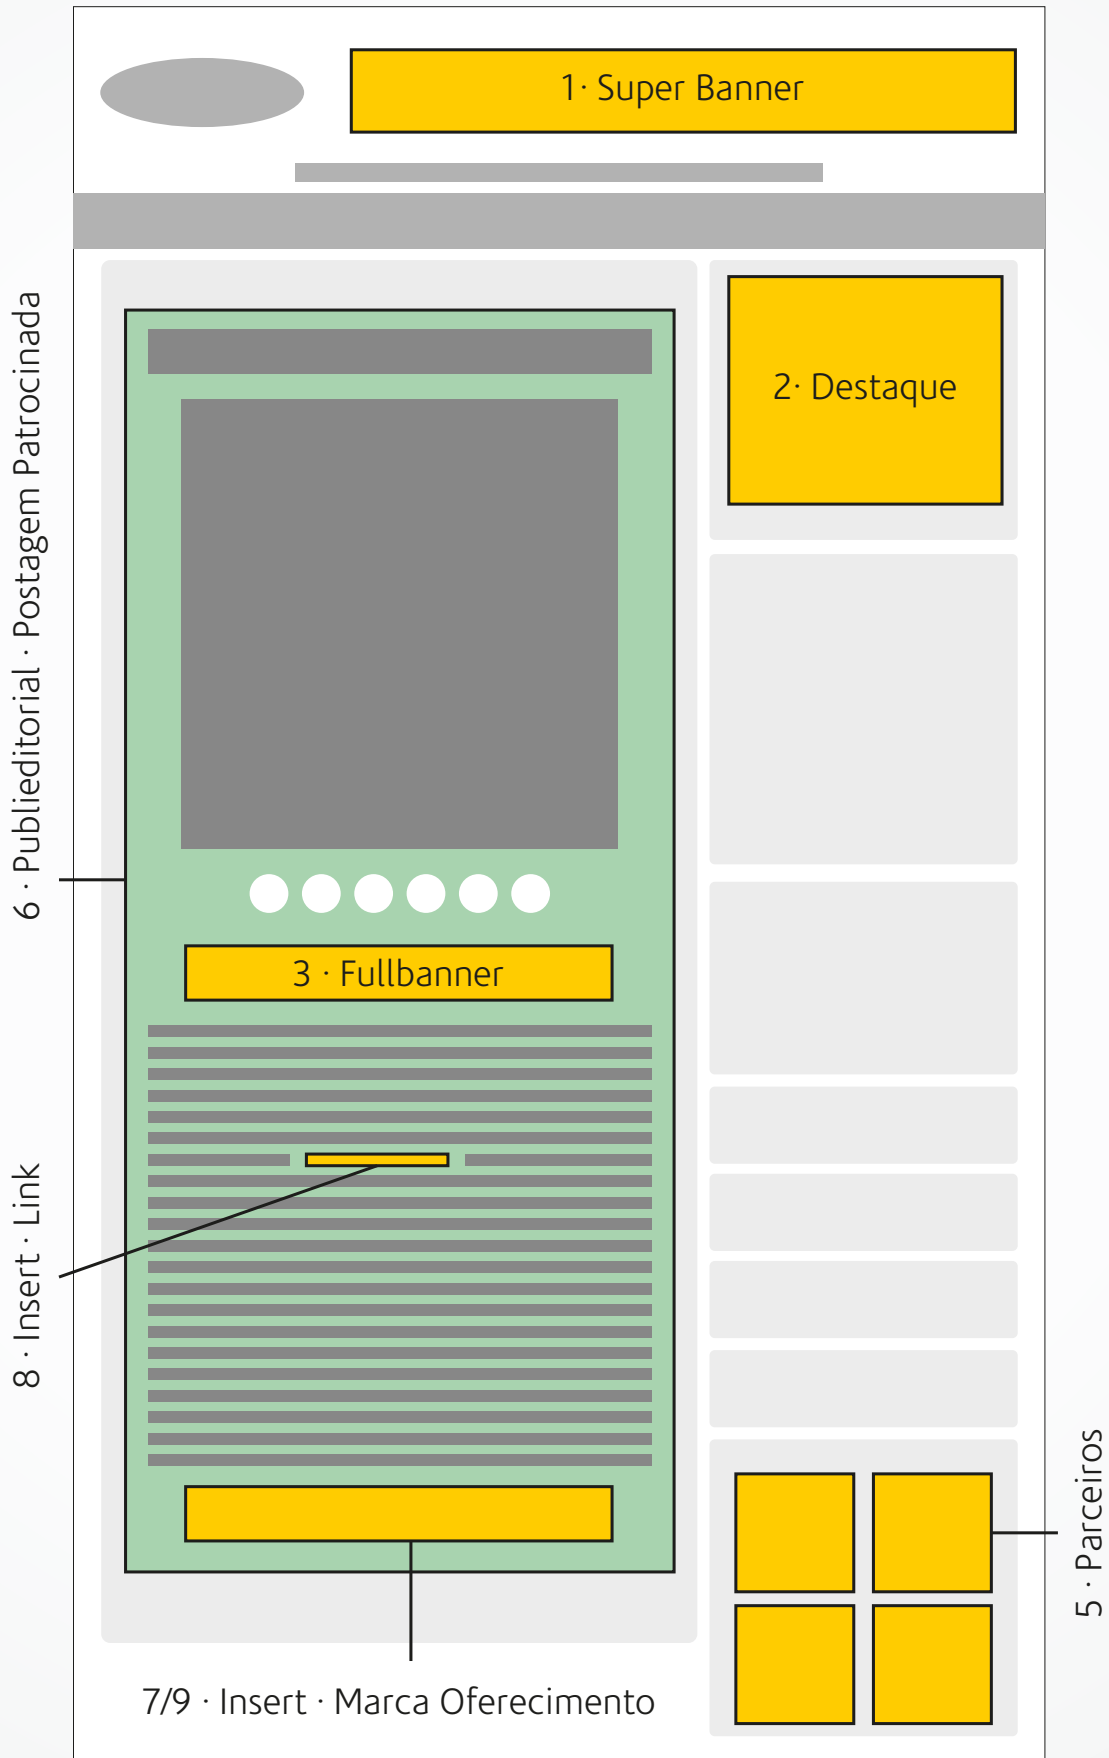 1· Super Banner
2· Destaque
6 · Publieditorial · Postagem Patrocinada
3 · Fullbanner
8 · Insert · Link
5 · Parceiros
7/9 · Insert · Marca Oferecimento